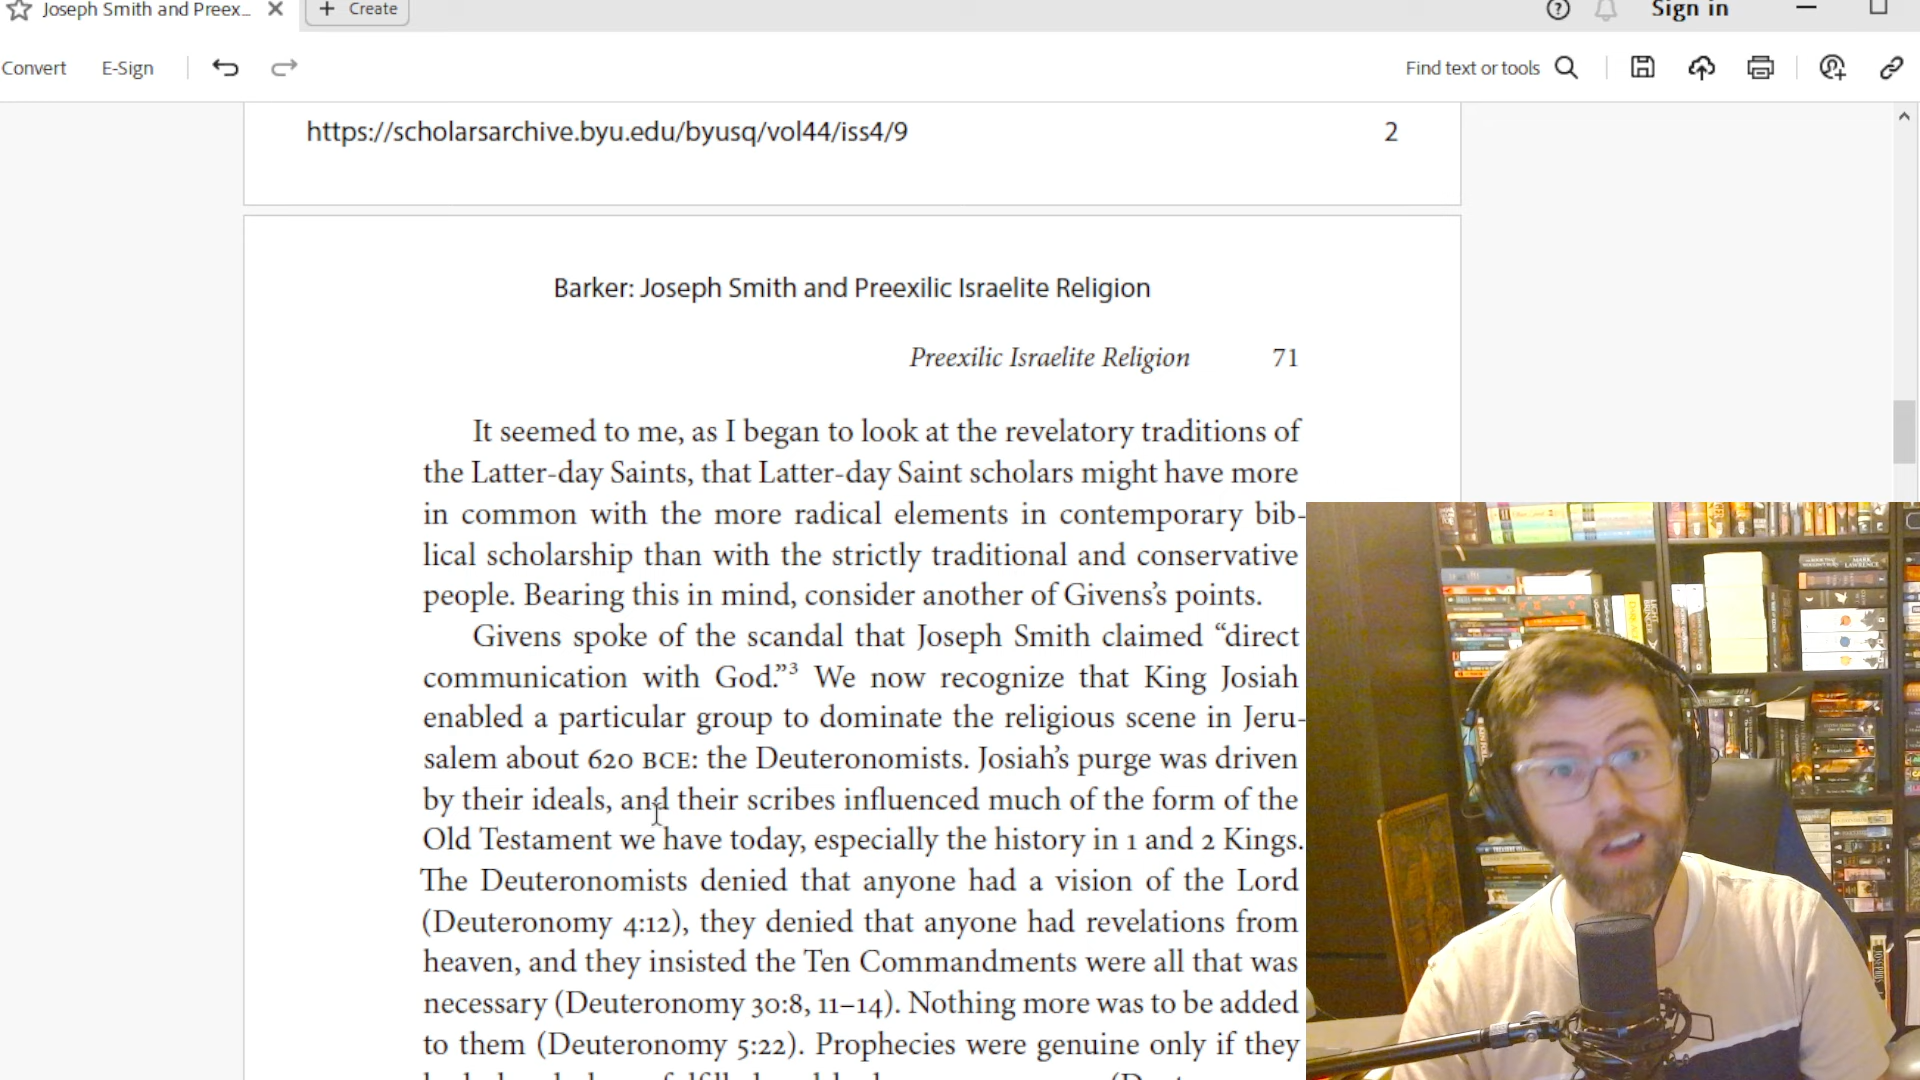 Joseph Smith and Preex...
Create
Sign in
Convert
E-Sign
Find text or tools
https://scholarsarchive.byu.edu/byusq/vol44/iss4/9
2
Barker: Joseph Smith and Preexilic Israelite Religion
Preexilic Israelite Religion 71
It seemed to me, as I began to look at the revelatory traditions of
the Latter-day Saints, that Latter-day Saint scholars might have more
in common with the more radical elements in contemporary bib-
lical scholarship than with the strictly traditional and conservative
people. Bearing this in mind, consider another of Givens’s points.
Givens spoke of the scandal that Joseph Smith claimed “direct
communication with God.”³ We now recognize that King Josiah
enabled a particular group to dominate the religious scene in Jeru-
salem about 620 BCE: the Deuteronomists. Josiah’s purge was driven
by their ideals, and their scribes influenced much of the form of the
Old Testament we have today, especially the history in 1 and 2 Kings.
The Deuteronomists denied that anyone had a vision of the Lord
(Deuteronomy 4:12), they denied that anyone had revelations from
heaven, and they insisted the Ten Commandments were all that was
necessary (Deuteronomy 30:8, 11–14). Nothing more was to be added
to them (Deuteronomy 5:22). Prophecies were genuine only if they